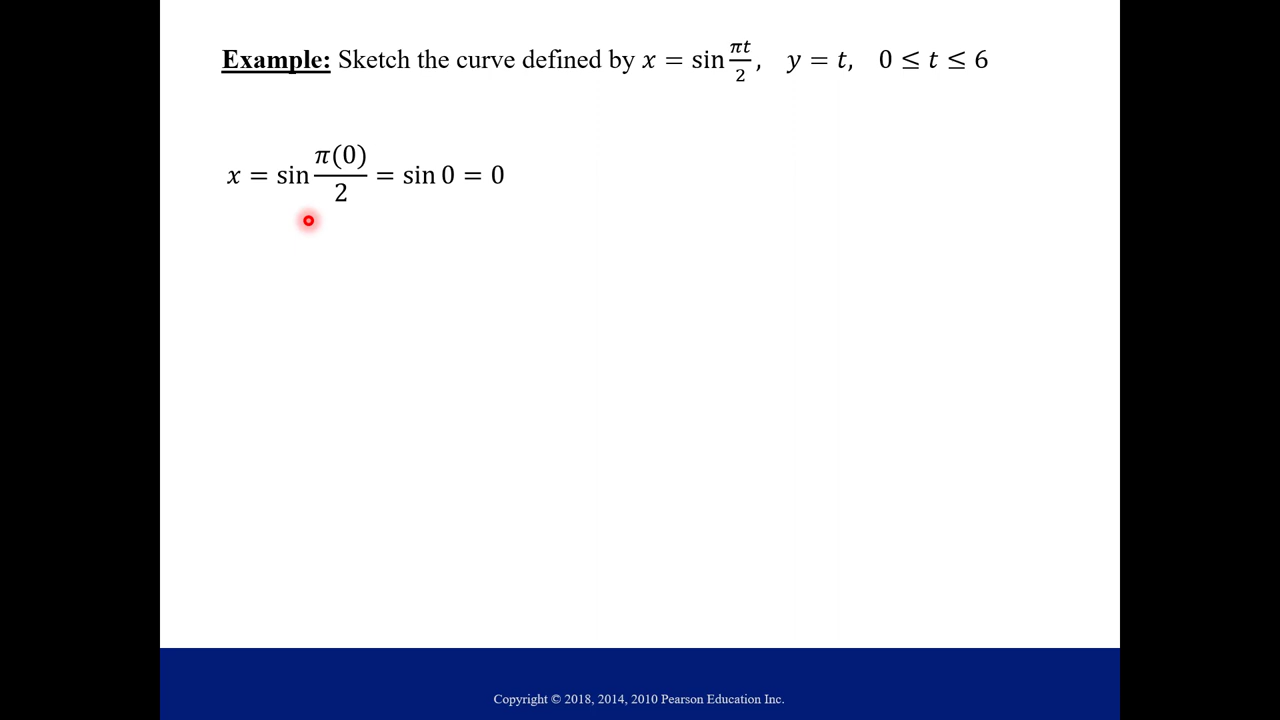 Example: Sketch the curve defined by x = sin πt/2, y = t, 0 ≤ t ≤ 6
x = sin π(0)/2 = sin 0 = 0
Copyright © 2018, 2014, 2010 Pearson Education Inc.